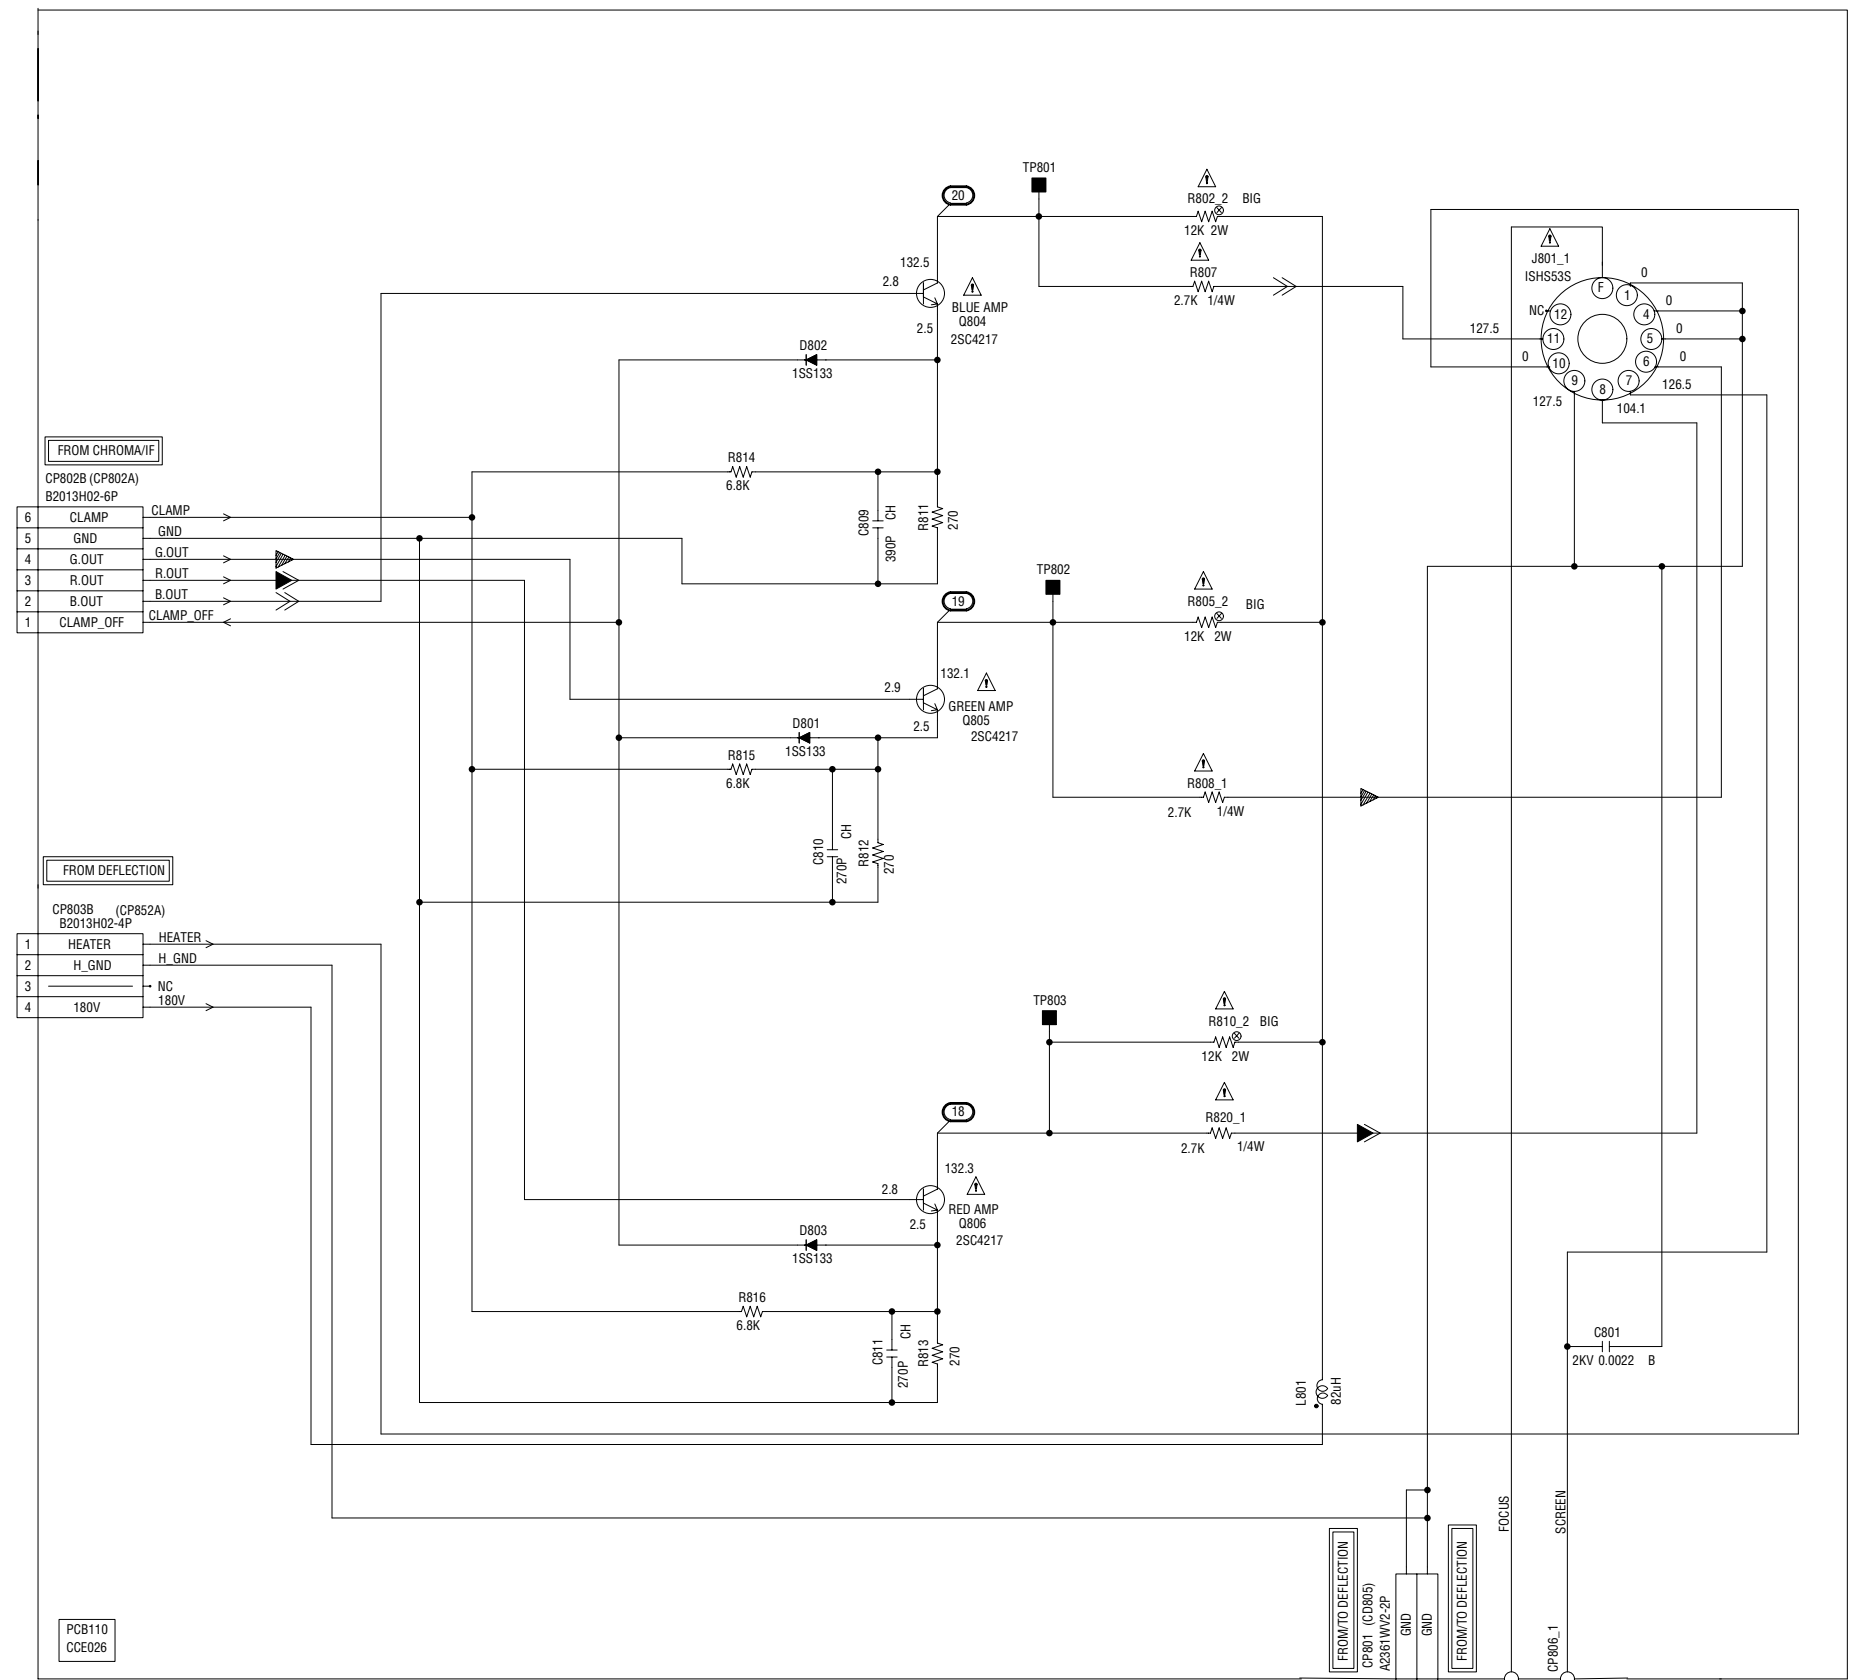 TP801
20
R802_2 BIG
12K 2W
R807
2.7K 1/4W
132.5
2.8
BLUE AMP
Q804
2SC4217
2.5
D802
1SS133
J801_1
ISHS53S
F
1
4
5
6
7
8
9
10
11
12
NC
0
0
0
0
127.5
0
126.5
127.5
104.1
FROM CHROMA/IF
CP802B (CP802A)
B2013H02-6P
6 CLAMP CLAMP
5 GND GND
4 G.OUT G.OUT
3 R.OUT R.OUT
2 B.OUT B.OUT
1 CLAMP_OFF CLAMP_OFF
R814
6.8K
C809
CH
390P
R811
270
TP802
19
R805_2 BIG
12K 2W
132.1
2.9
GREEN AMP
Q805
2SC4217
2.5
D801
1SS133
R815
6.8K
R808_1
2.7K 1/4W
C810
CH
270P
R812
270
FROM DEFLECTION
CP803B (CP852A)
B2013H02-4P
1 HEATER HEATER
2 H_GND H_GND
3 NC
4 180V 180V
TP803
R810_2 BIG
12K 2W
18
R820_1
2.7K 1/4W
132.3
2.8
RED AMP
Q806
2SC4217
2.5
D803
1SS133
R816
6.8K
C811
CH
270P
R813
270
L801
82uH
C801
2KV 0.0022 B
FOCUS
SCREEN
FROM/TO DEFLECTION
CP801 (CD805)
A2361WV2-2P
GND
GND
FROM/TO DEFLECTION
CP806_1
PCB110
CCE026